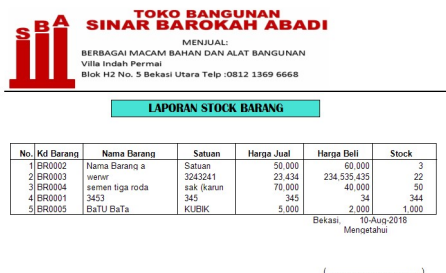 SBA
TOKO BANGUNAN
SINAR BAROKAH ABADI
MENJUAL:
BERBAGAI MACAM BAHAN DAN ALAT BANGUNAN
Villa Indah Permai
Blok H2 No. 5 Bekasi Utara Telp :0812 1369 6668
LAPORAN STOCK BARANG
No. Kd Barang Nama Barang Satuan Harga Jual Harga Beli Stock
1 BR0002 Nama Barang a Satuan 50,000 60,000 3
2 BR0003 werwr 3243241 23,434 234,535,435 22
3 BR0004 semen tiga roda sak (karun 70,000 40,000 50
4 BR0001 3453 345 345 34 344
5 BR0005 BaTU BaTa KUBIK 5,000 2,000 1,000
Bekasi, 10-Aug-2018
Mengetahui